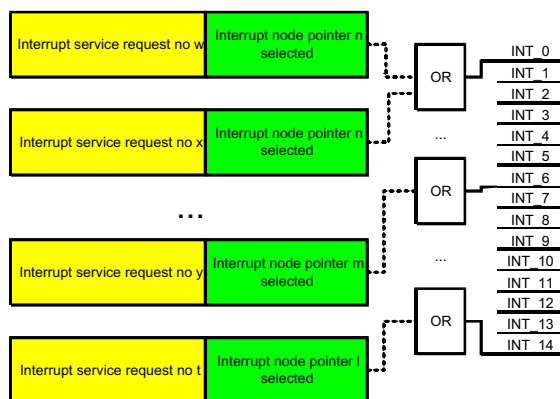 Interrupt service request no w
Interrupt node pointer n
selected
OR
INT_0
INT_1
INT_2
INT_3
INT_4
INT_5
INT_6
INT_7
INT_8
INT_9
INT_10
INT_11
INT_12
INT_13
INT_14
Interrupt service request no x
Interrupt node pointer n
selected
...
...
OR
Interrupt service request no y
Interrupt node pointer m
selected
...
OR
Interrupt service request no t
Interrupt node pointer l
selected